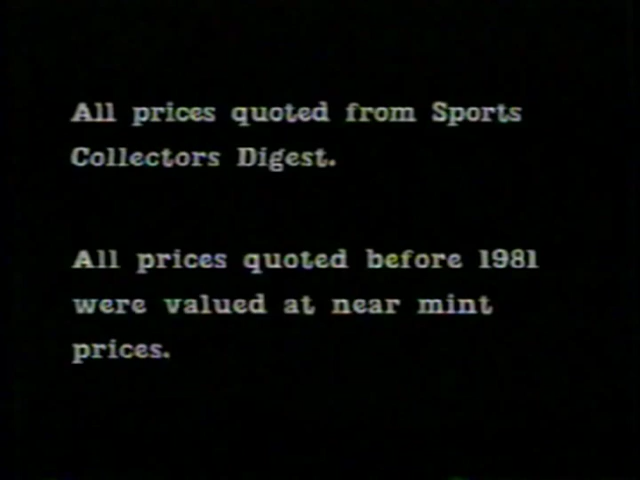 All prices quoted from Sports
Collectors Digest.
All prices quoted before 1981
were valued at near mint
prices.